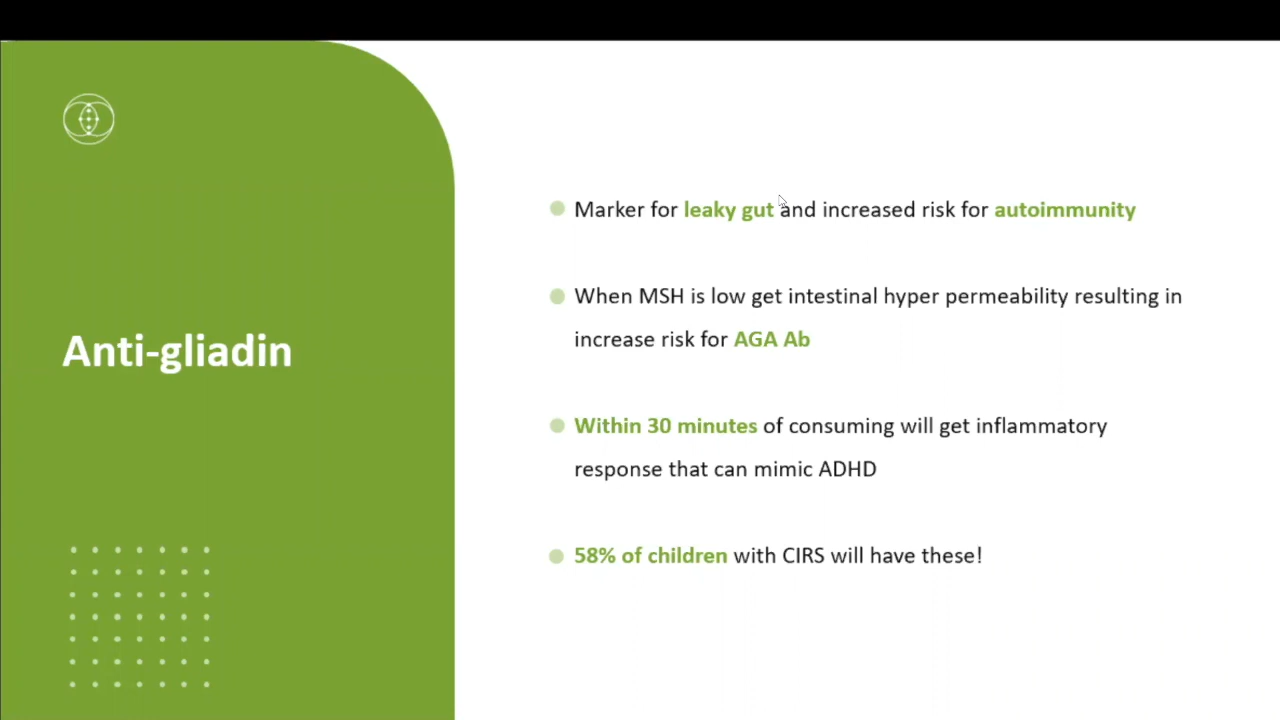 Anti-gliadin
Marker for leaky gut and increased risk for autoimmunity
When MSH is low get intestinal hyper permeability resulting in
increase risk for AGA Ab
Within 30 minutes of consuming will get inflammatory
response that can mimic ADHD
58% of children with CIRS will have these!